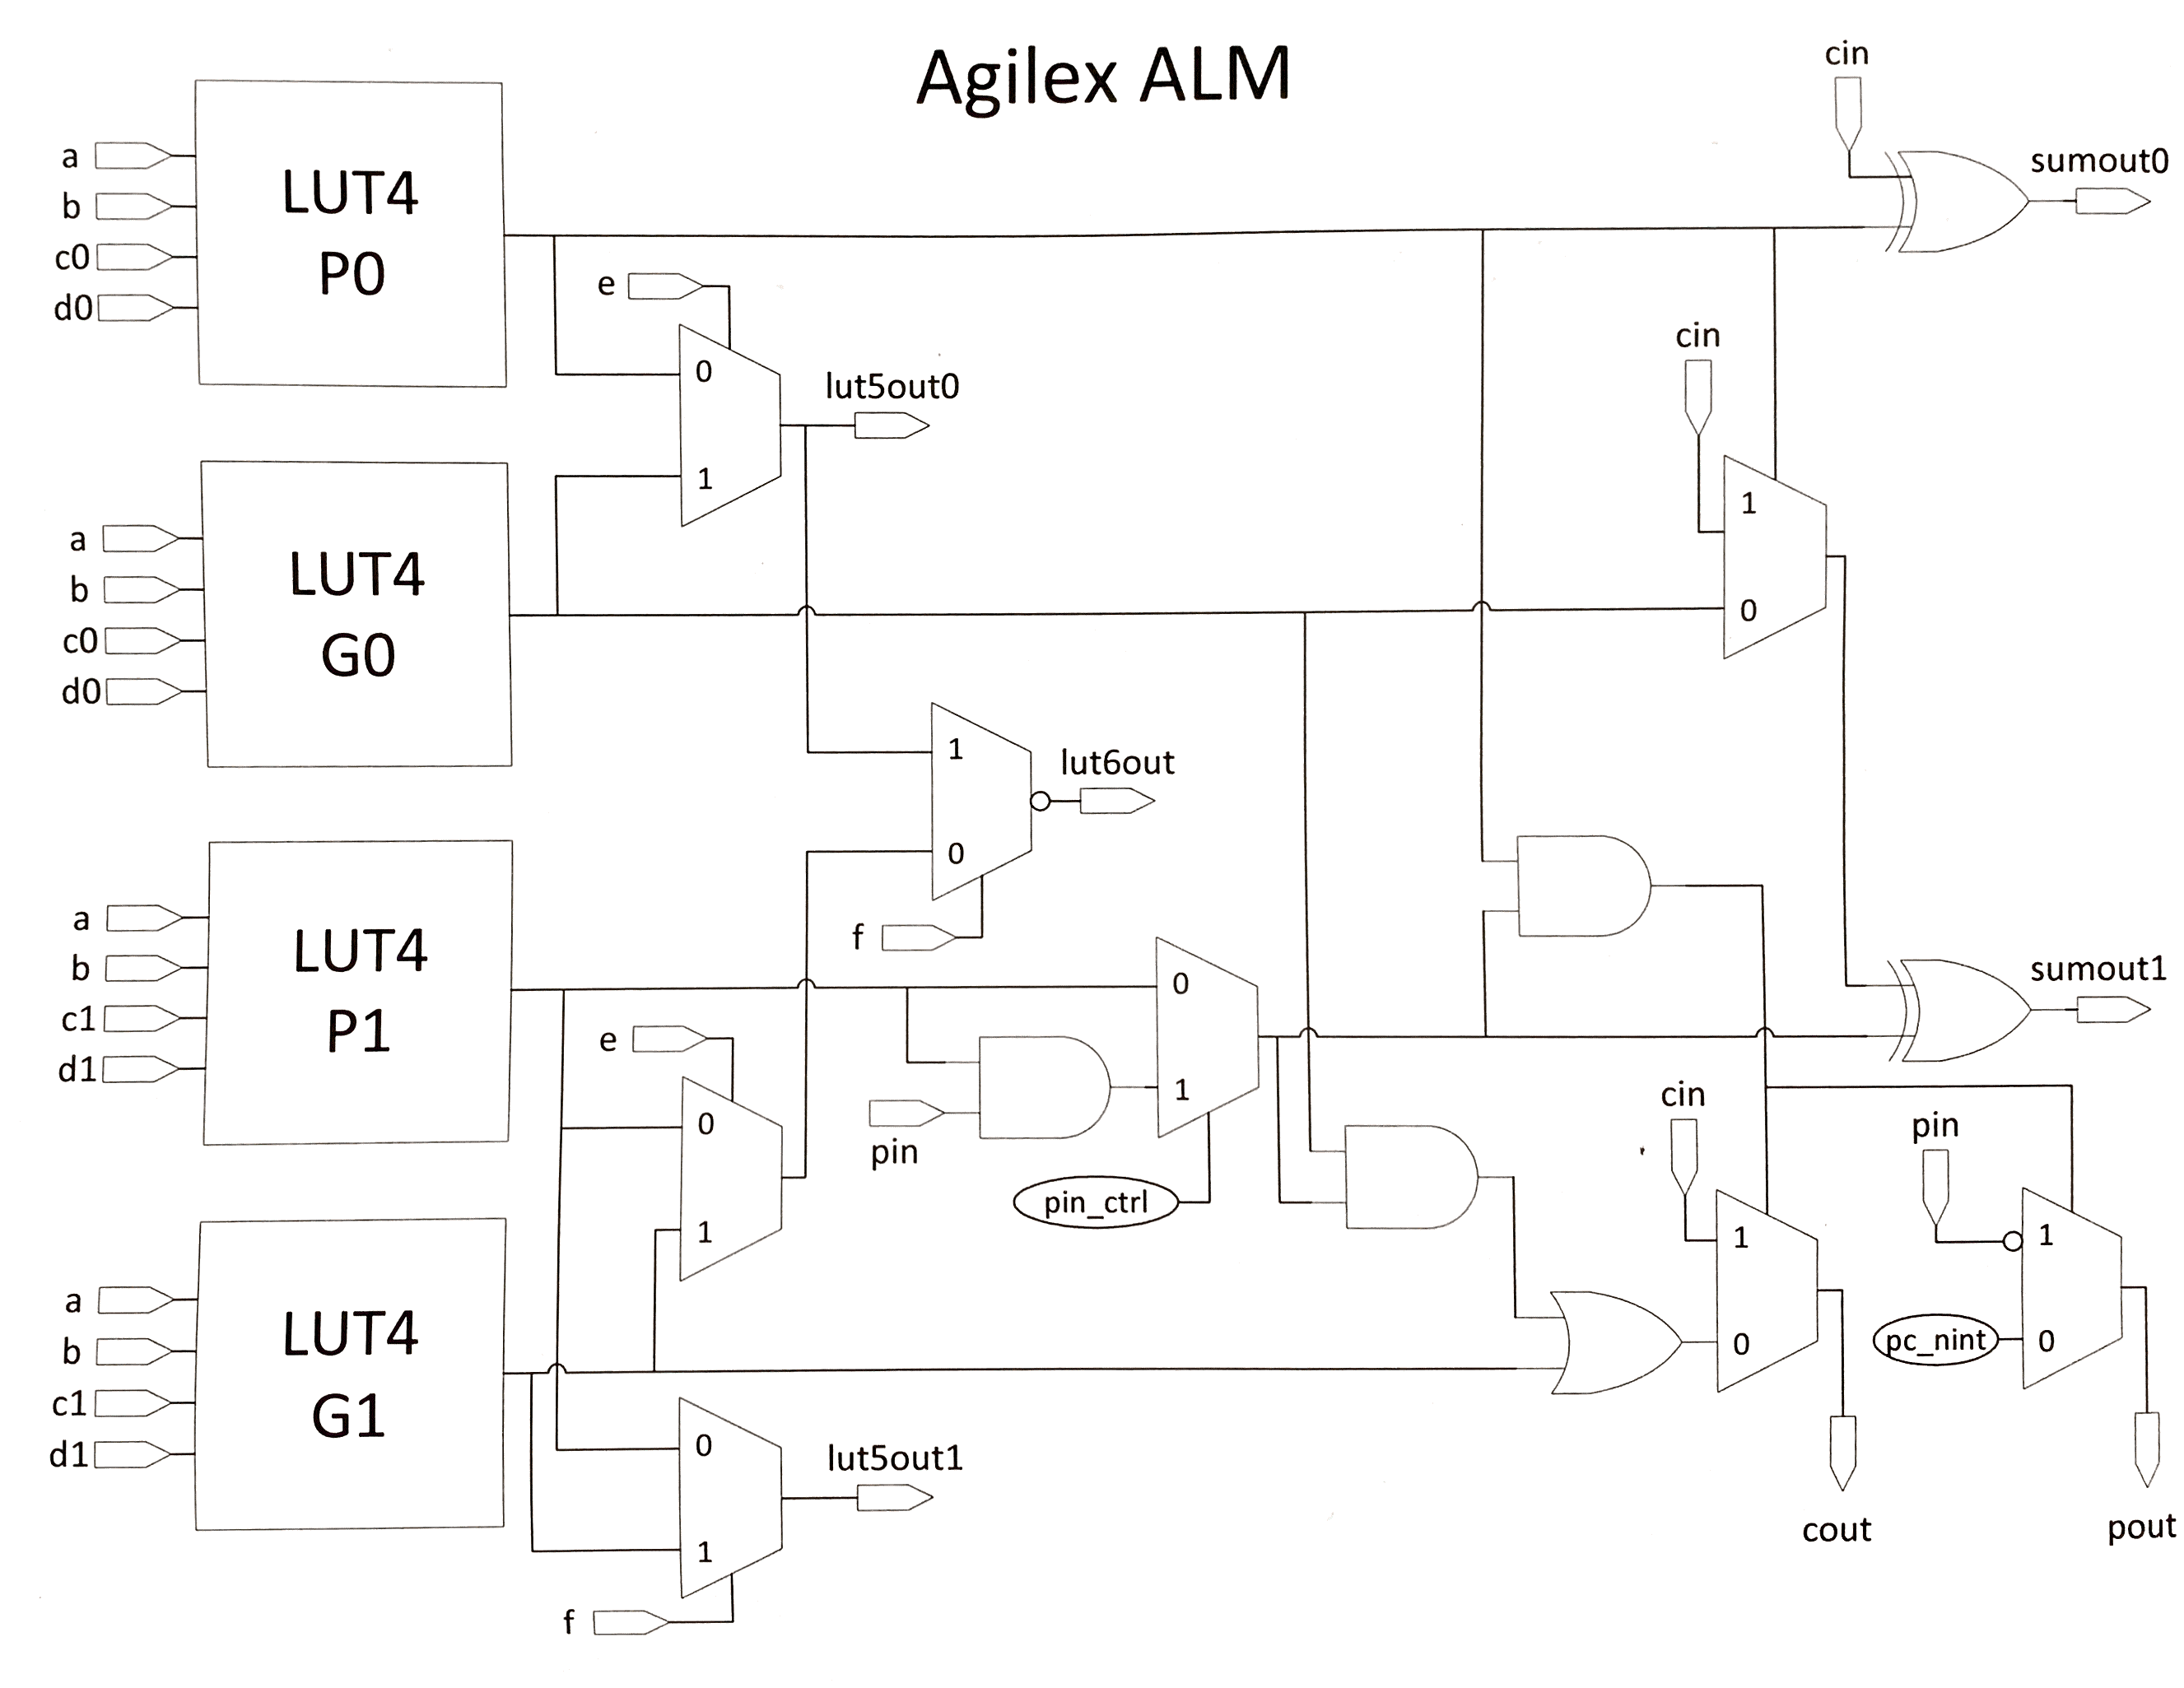 Agilex ALM
cin
sumout0
a
b
c0
d0
LUT4
P0
e
0
1
lut5out0
cin
1
0
a
b
c0
d0
LUT4
G0
1
0
lut6out
f
a
b
c1
d1
LUT4
P1
e
0
1
pin
0
1
pin_ctrl
sumout1
cin
1
0
pin
1
pc_nint
0
a
b
c1
d1
LUT4
G1
0
1
lut5out1
f
cout
pout